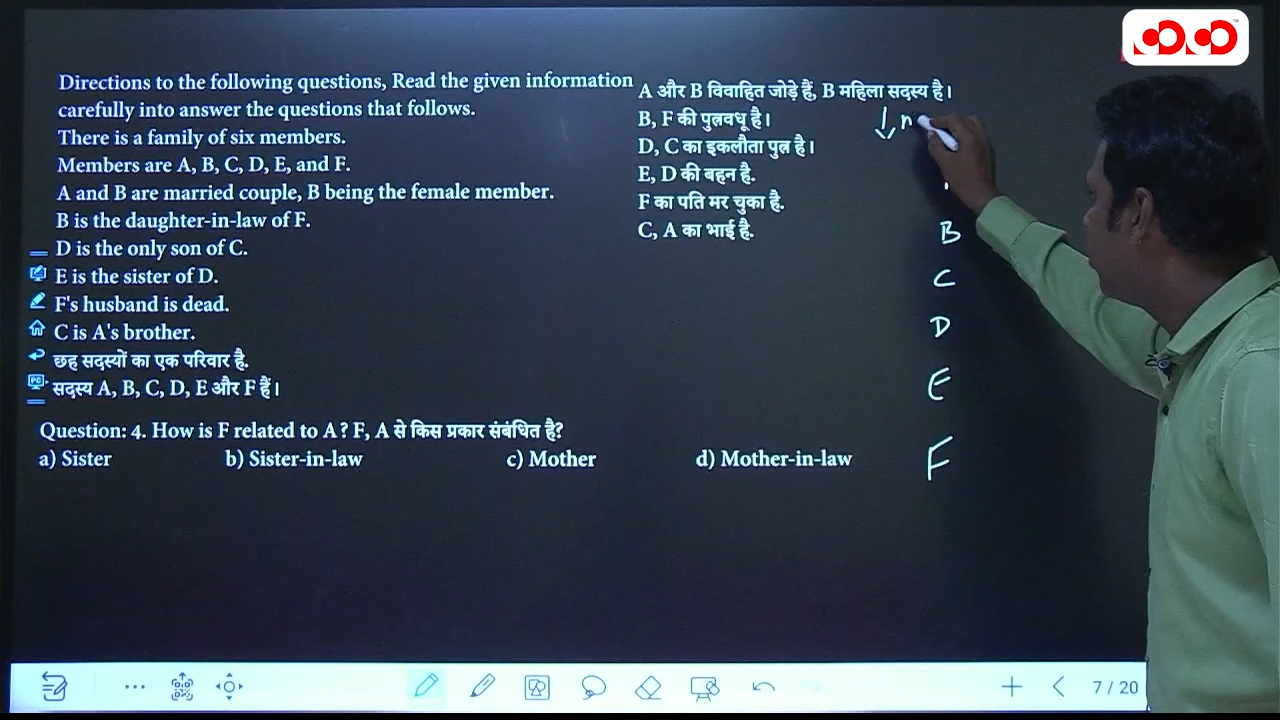 Directions to the following questions, Read the given information
carefully into answer the questions that follows.
There is a family of six members.
Members are A, B, C, D, E, and F.
A and B are married couple, B being the female member.
B is the daughter-in-law of F.
D is the only son of C.
E is the sister of D.
F's husband is dead.
C is A's brother.
छह सदस्यों का एक परिवार है.
सदस्य A, B, C, D, E और F हैं।
A और B विवाहित जोड़े हैं, B महिला सदस्य है।
B, F की पुत्रवधू है।
D, C का इकलौता पुत्र है।
E, D की बहन है.
F का पति मर चुका है.
C, A का भाई है.
Question: 4. How is F related to A? F, A से किस प्रकार संबंधित है?
a) Sister b) Sister-in-law c) Mother d) Mother-in-law
B
C
D
E
F
PC
7 / 20